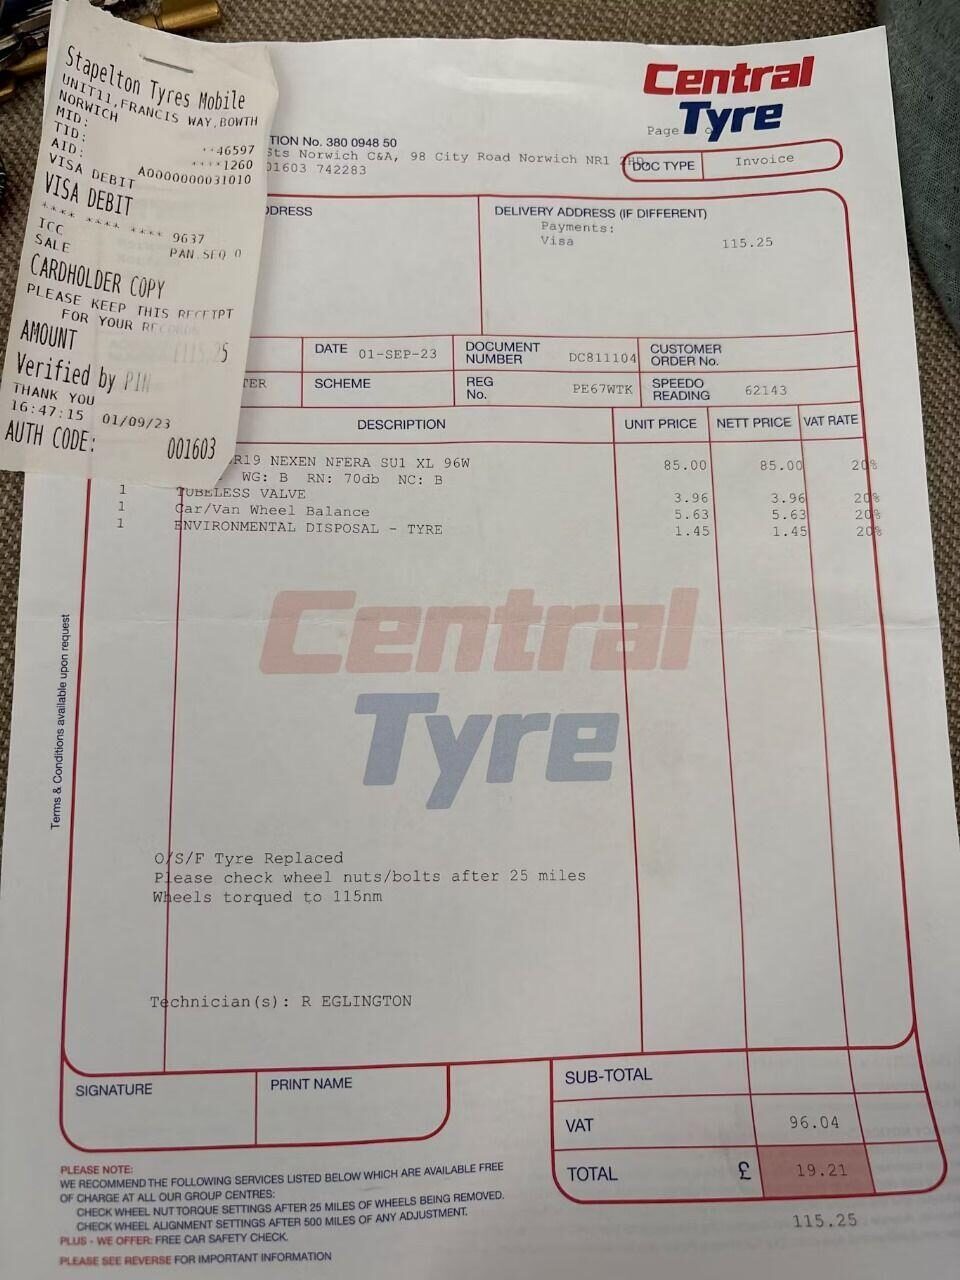 Stapelton Tyres Mobile
UNIT11,FRANCIS WAY,BOWTH
NORWICH
MID: **46597
TID: ****1260
AID: A0000000031010
VISA DEBIT
VISA DEBIT
**** **** **** 9637
ICC PAN.SEQ 0
SALE
CARDHOLDER COPY
PLEASE KEEP THIS RECEIPT
FOR YOUR RECORDS
AMOUNT
Verified by PIN
THANK YOU
16:47:15 01/09/23
AUTH CODE: 001603
Central
Tyre
Page
TION No. 380 0948 50
Sts Norwich C&A, 98 City Road Norwich NR1
01603 742283
DOC TYPE Invoice
DDRESS
DELIVERY ADDRESS (IF DIFFERENT)
Payments:
Visa 115.25
DATE 01-SEP-23 DOCUMENT NUMBER DC811104 CUSTOMER ORDER No.
TER SCHEME REG No. PE67WTK SPEEDO READING 62143
DESCRIPTION UNIT PRICE NETT PRICE VAT RATE
R19 NEXEN NFERA SU1 XL 96W 85.00 85.00 20%
WG: B RN: 70db NC: B
1 TUBELESS VALVE 3.96 3.96 20%
1 Car/Van Wheel Balance 5.63 5.63 20%
1 ENVIRONMENTAL DISPOSAL - TYRE 1.45 1.45 20%
Central
Tyre
Terms & Conditions available upon request
O/S/F Tyre Replaced
Please check wheel nuts/bolts after 25 miles
Wheels torqued to 115nm
Technician(s): R EGLINGTON
SIGNATURE PRINT NAME
SUB-TOTAL
VAT 96.04
TOTAL £ 19.21
115.25
PLEASE NOTE:
WE RECOMMEND THE FOLLOWING SERVICES LISTED BELOW WHICH ARE AVAILABLE FREE
OF CHARGE AT ALL OUR GROUP CENTRES:
CHECK WHEEL NUT TORQUE SETTINGS AFTER 25 MILES OF WHEELS BEING REMOVED.
CHECK WHEEL ALIGNMENT SETTINGS AFTER 500 MILES OF ANY ADJUSTMENT.
PLUS - WE OFFER: FREE CAR SAFETY CHECK.
PLEASE SEE REVERSE FOR IMPORTANT INFORMATION